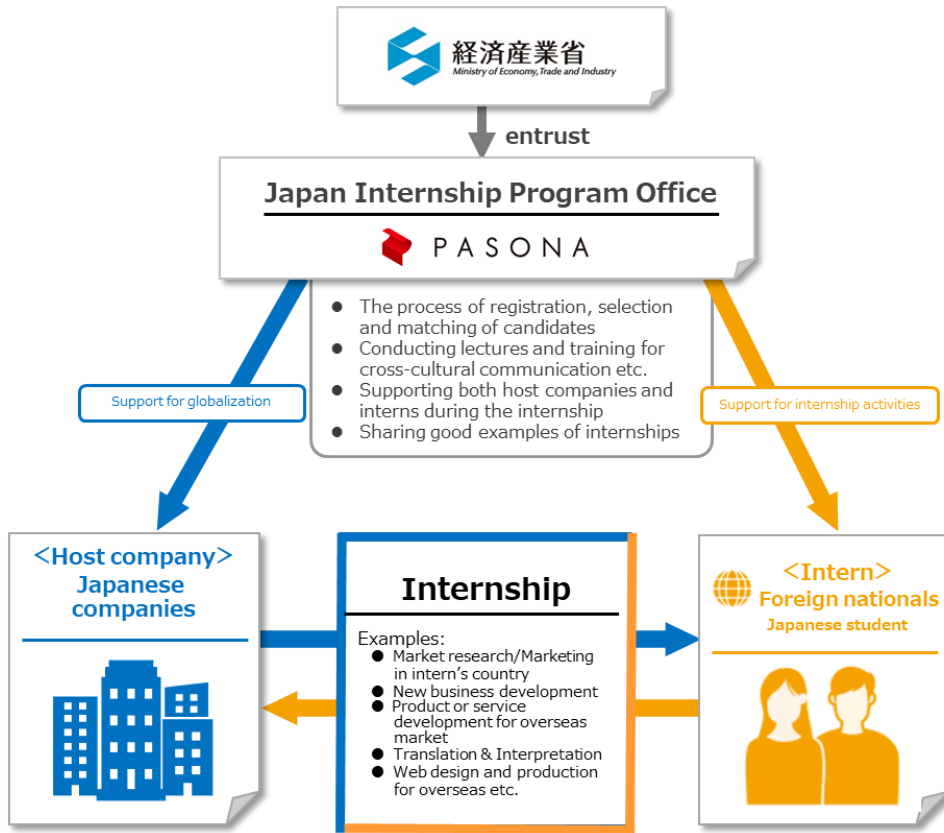 経済産業省
Ministry of Economy,Trade and Industry
entrust
Japan Internship Program Office
PASONA
● The process of registration, selection
and matching of candidates
● Conducting lectures and training for
cross-cultural communication etc.
● Supporting both host companies and
interns during the internship
● Sharing good examples of internships
Support for globalization
Support for internship activities
<Host company>
Japanese
companies
Internship
Examples:
● Market research/Marketing
in intern's country
● New business development
● Product or service
development for overseas
market
● Translation & Interpretation
● Web design and production
for overseas etc.
<Intern>
Foreign nationals
Japanese student